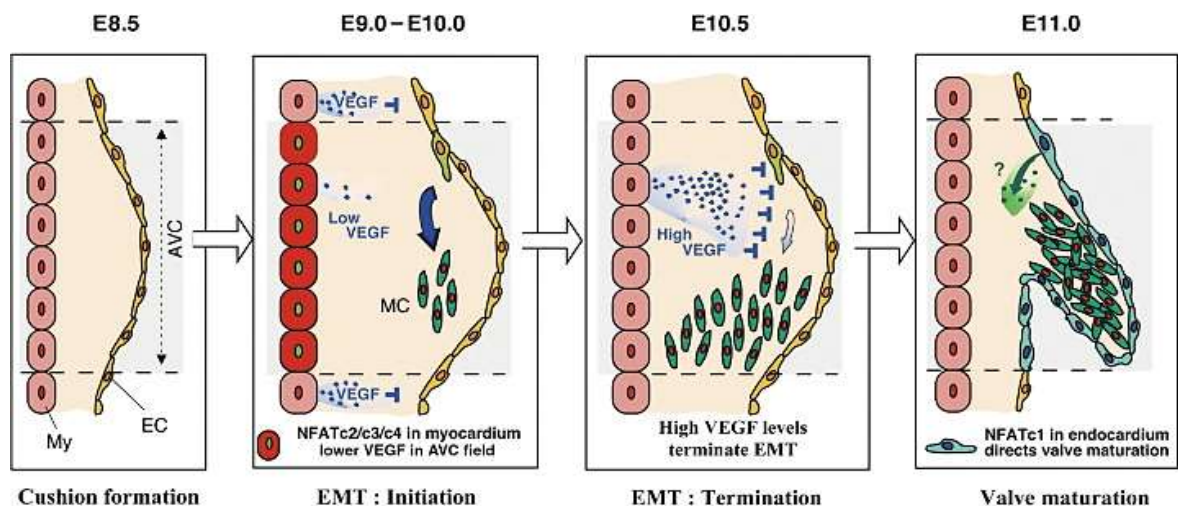 E8.5
E9.0–E10.0
E10.5
E11.0
AVC
EC
My
VEGF
Low
VEGF
MC
VEGF
NFATc2/c3/c4 in myocardium
lower VEGF in AVC field
High
VEGF
High VEGF levels
terminate EMT
?
NFATc1 in endocardium
directs valve maturation
Cushion formation
EMT : Initiation
EMT : Termination
Valve maturation